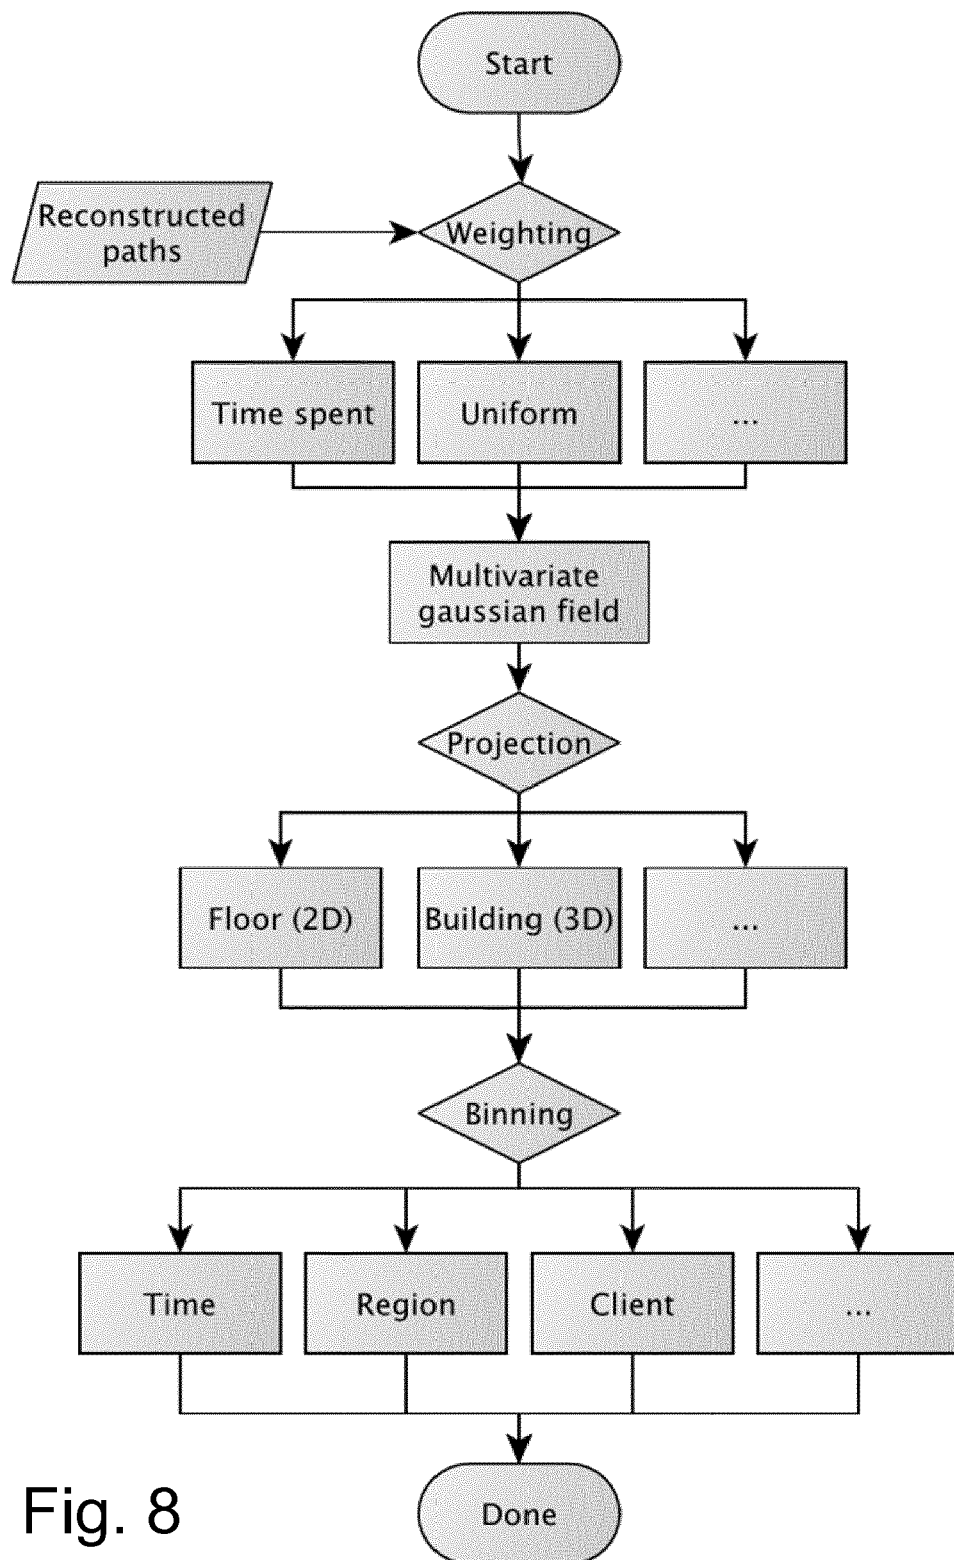 Start
Reconstructed
paths
Weighting
Time spent
Uniform
...
Multivariate
gaussian field
Projection
Floor (2D)
Building (3D)
...
Binning
Time
Region
Client
...
Done
Fig. 8